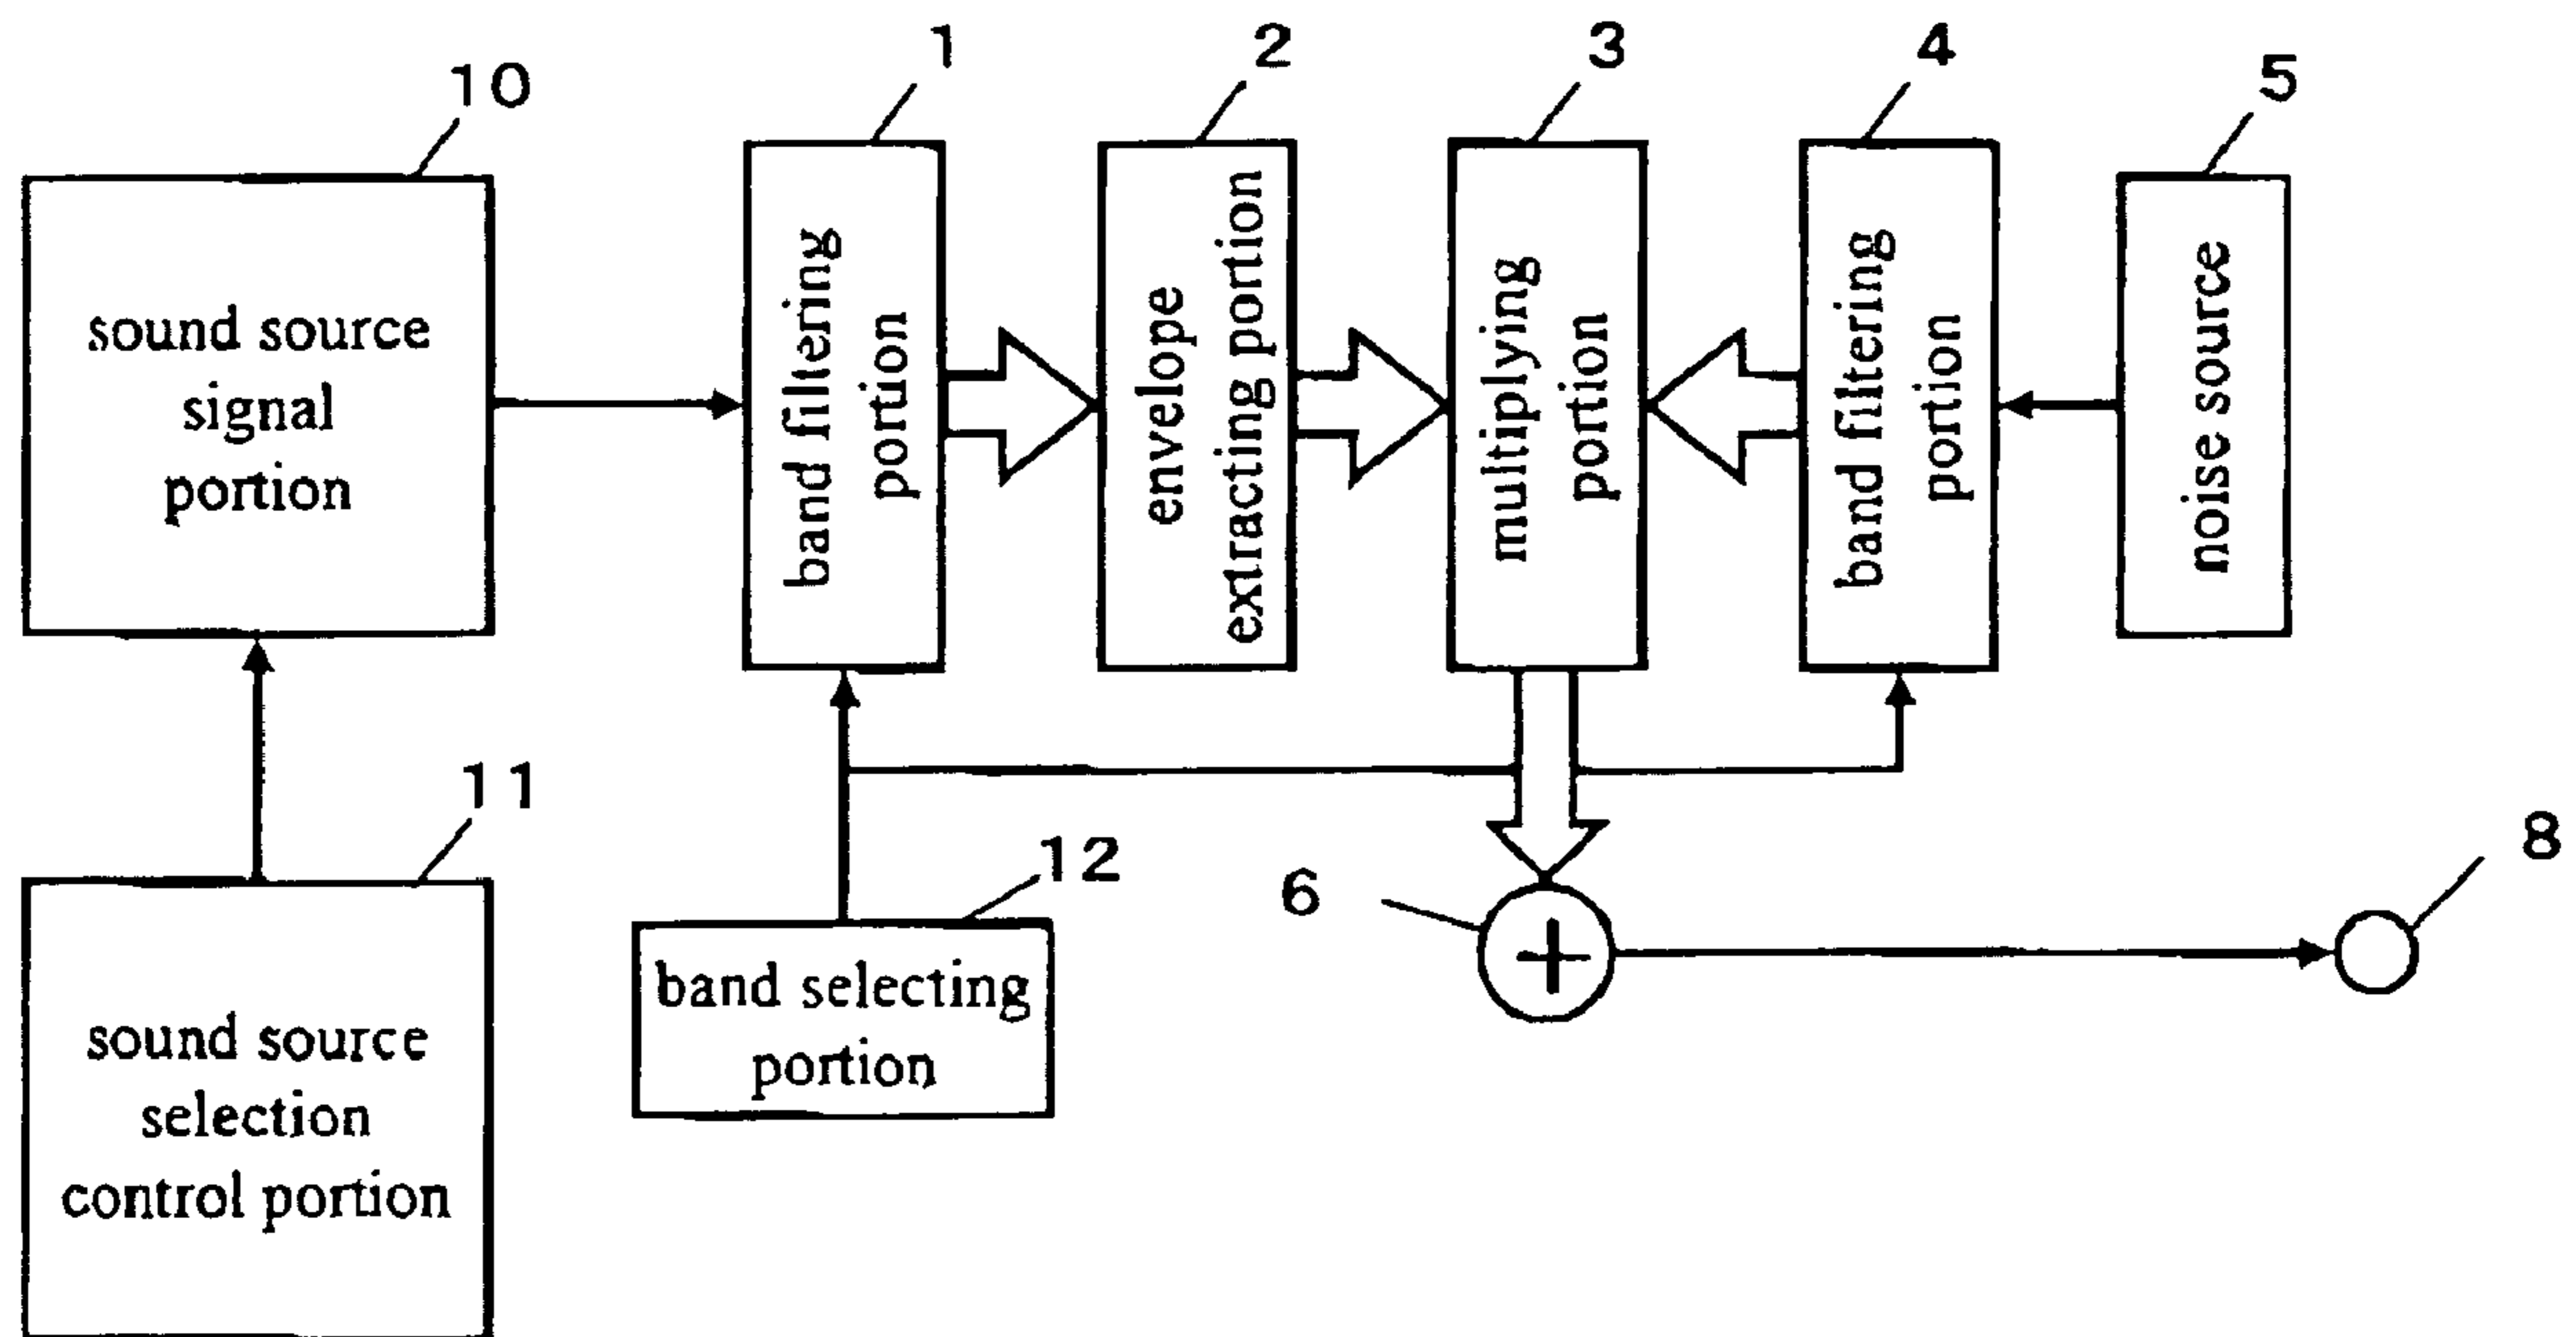 1
2
3
4
5
10
sound source
signal
portion
band filtering
portion
envelope
extracting portion
multiplying
portion
band filtering
portion
noise source
11
sound source
selection
control portion
12
band selecting
portion
6
+
8